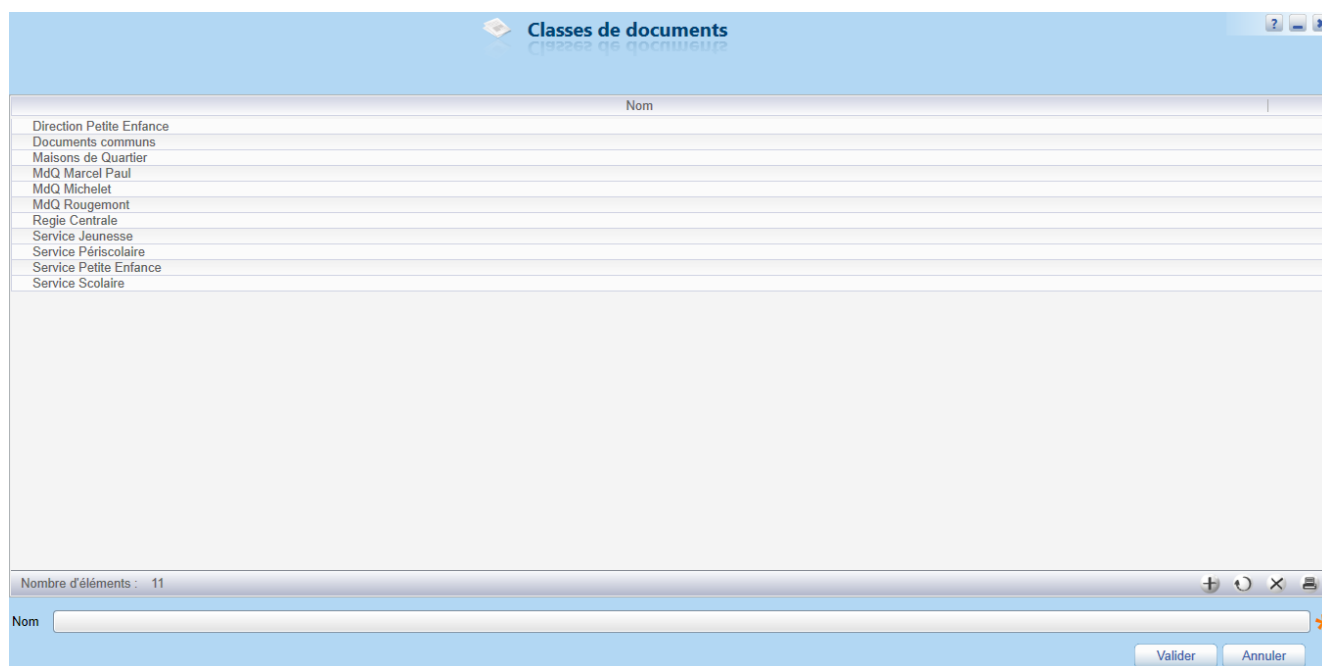 Classes de documents
?
Nom
Direction Petite Enfance
Documents communs
Maisons de Quartier
MdQ Marcel Paul
MdQ Michelet
MdQ Rougemont
Regie Centrale
Service Jeunesse
Service Périscolaire
Service Petite Enfance
Service Scolaire
Nombre d'éléments : 11
Nom
Valider Annuler